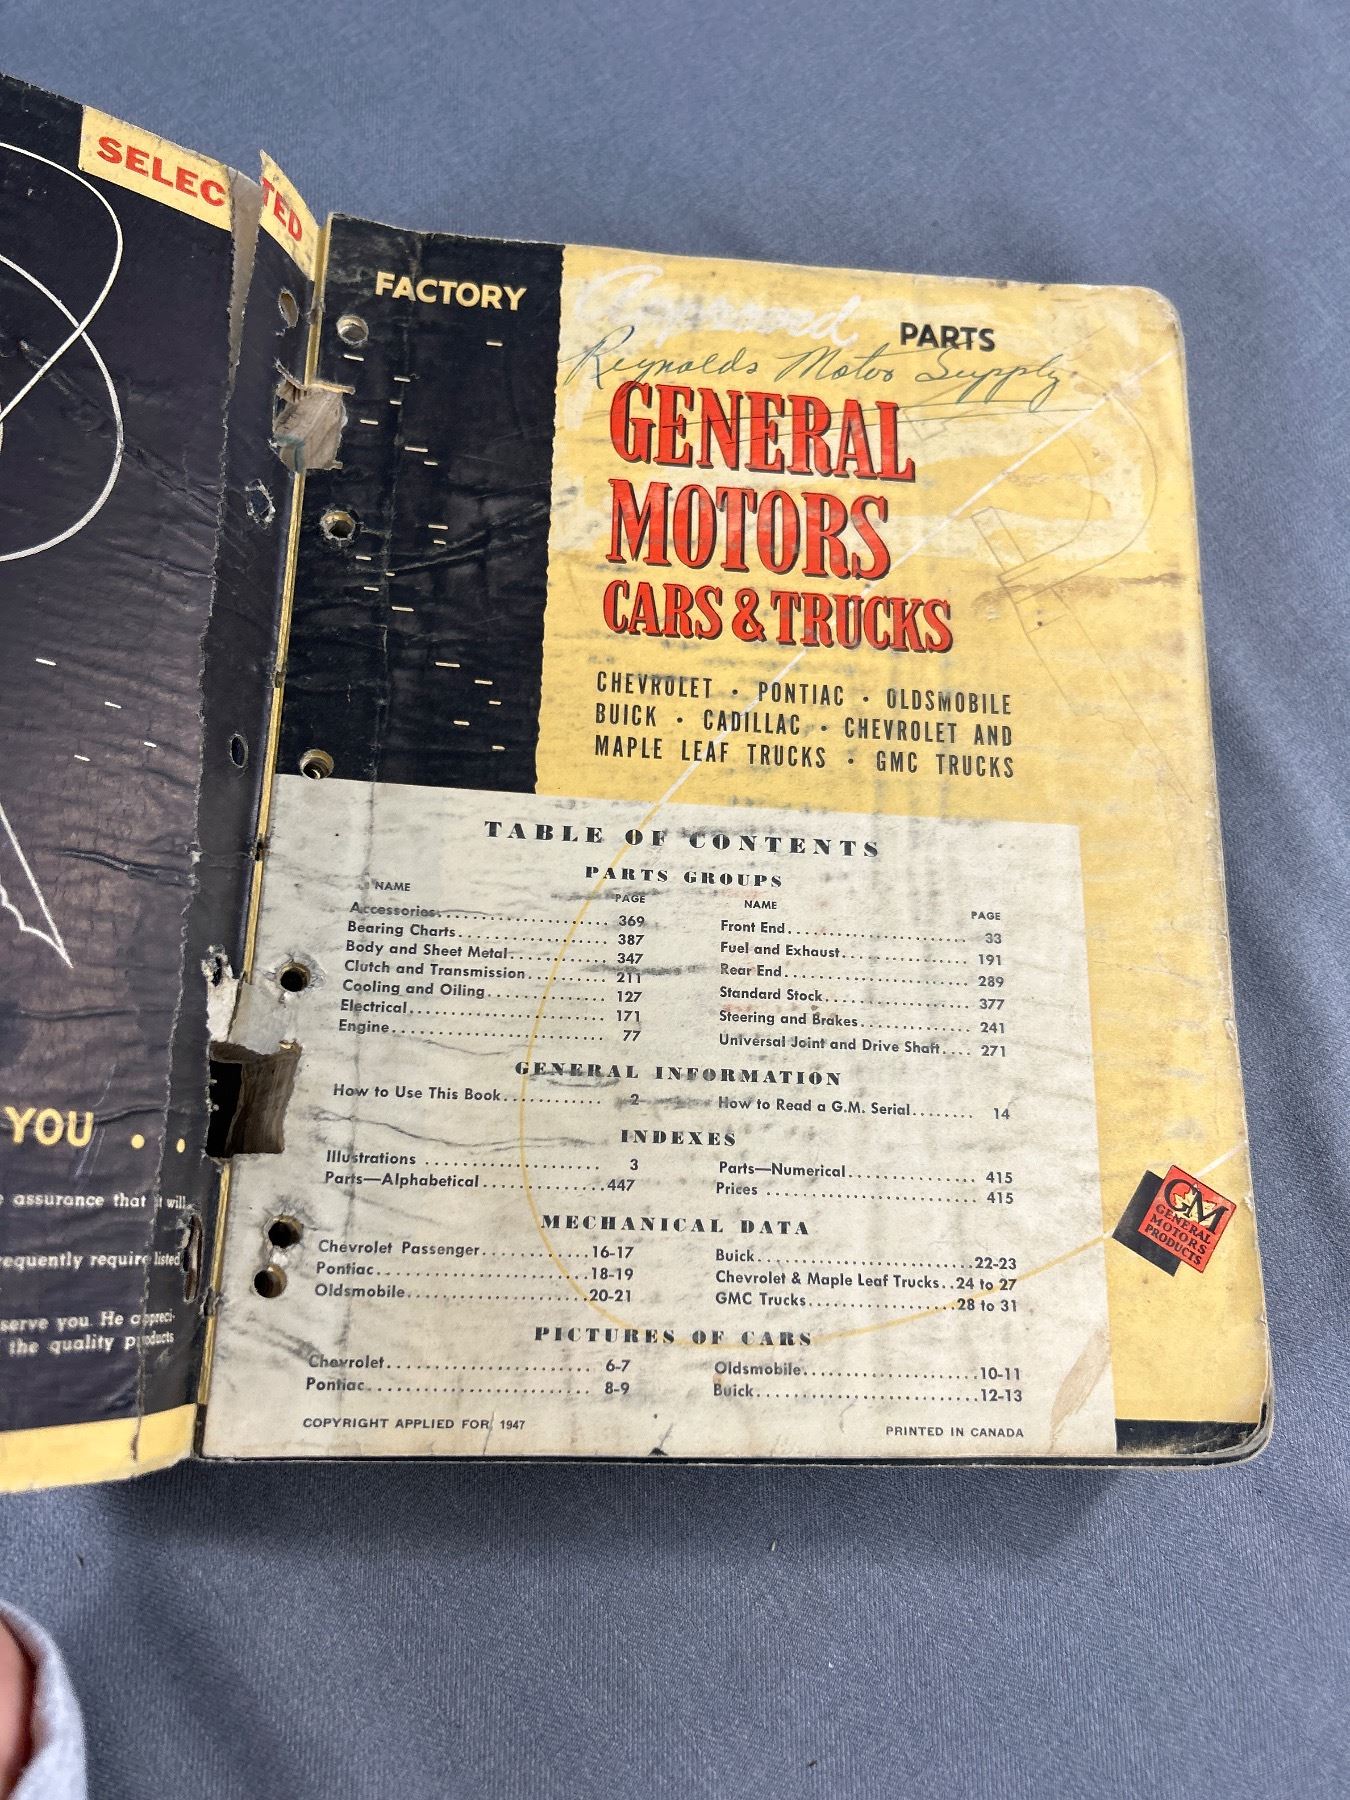 SELECTED
YOU . .
assurance that it will
equently require listed
serve you. He appreci-
the quality products
FACTORY Approved PARTS
Reynolds Motor Supply
GENERAL
MOTORS
CARS & TRUCKS
CHEVROLET · PONTIAC · OLDSMOBILE
BUICK · CADILLAC · CHEVROLET AND
MAPLE LEAF TRUCKS · GMC TRUCKS
TABLE OF CONTENTS
PARTS GROUPS
NAME PAGE
Accessories 369
Bearing Charts 387
Body and Sheet Metal 347
Clutch and Transmission 211
Cooling and Oiling 127
Electrical 171
Engine 77
NAME PAGE
Front End 33
Fuel and Exhaust 191
Rear End 289
Standard Stock 377
Steering and Brakes 241
Universal Joint and Drive Shaft 271
GENERAL INFORMATION
How to Use This Book 2
How to Read a G.M. Serial 14
INDEXES
Illustrations 3
Parts—Alphabetical 447
Parts—Numerical 415
Prices 415
MECHANICAL DATA
Chevrolet Passenger 16-17
Pontiac 18-19
Oldsmobile 20-21
Buick 22-23
Chevrolet & Maple Leaf Trucks 24 to 27
GMC Trucks 28 to 31
PICTURES OF CARS
Chevrolet 6-7
Pontiac 8-9
Oldsmobile 10-11
Buick 12-13
COPYRIGHT APPLIED FOR, 1947
PRINTED IN CANADA
GM
GENERAL
MOTORS
PRODUCTS